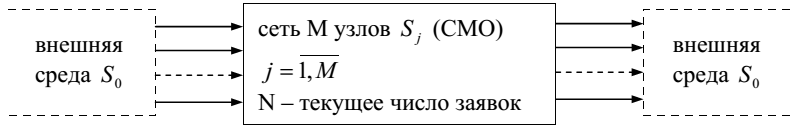 внешняя
среда S₀
сеть M узлов Sⱼ (СМО)
j = 1, M
N – текущее число заявок
внешняя
среда S₀